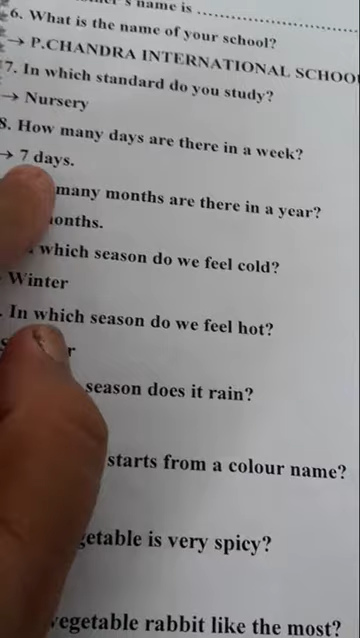 's name is ....................
6. What is the name of your school?
→ P.CHANDRA INTERNATIONAL SCHOO
7. In which standard do you study?
→ Nursery
8. How many days are there in a week?
→ 7 days.
many months are there in a year?
onths.
which season do we feel cold?
Winter
. In which season do we feel hot?
r
season does it rain?
starts from a colour name?
getable is very spicy?
vegetable rabbit like the most?